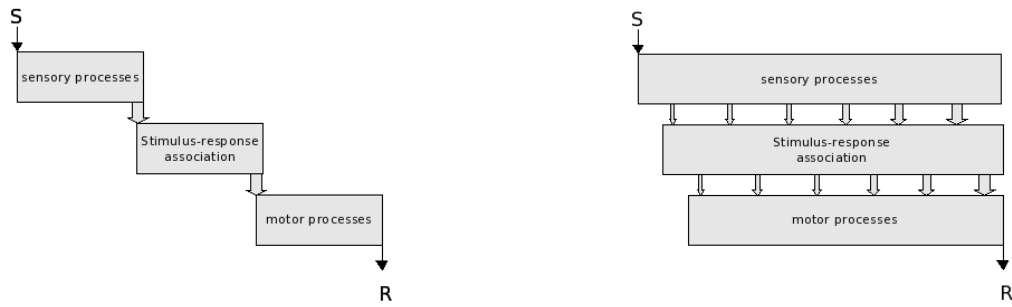 S
sensory processes
Stimulus-response
association
motor processes
R
S
sensory processes
Stimulus-response
association
motor processes
R